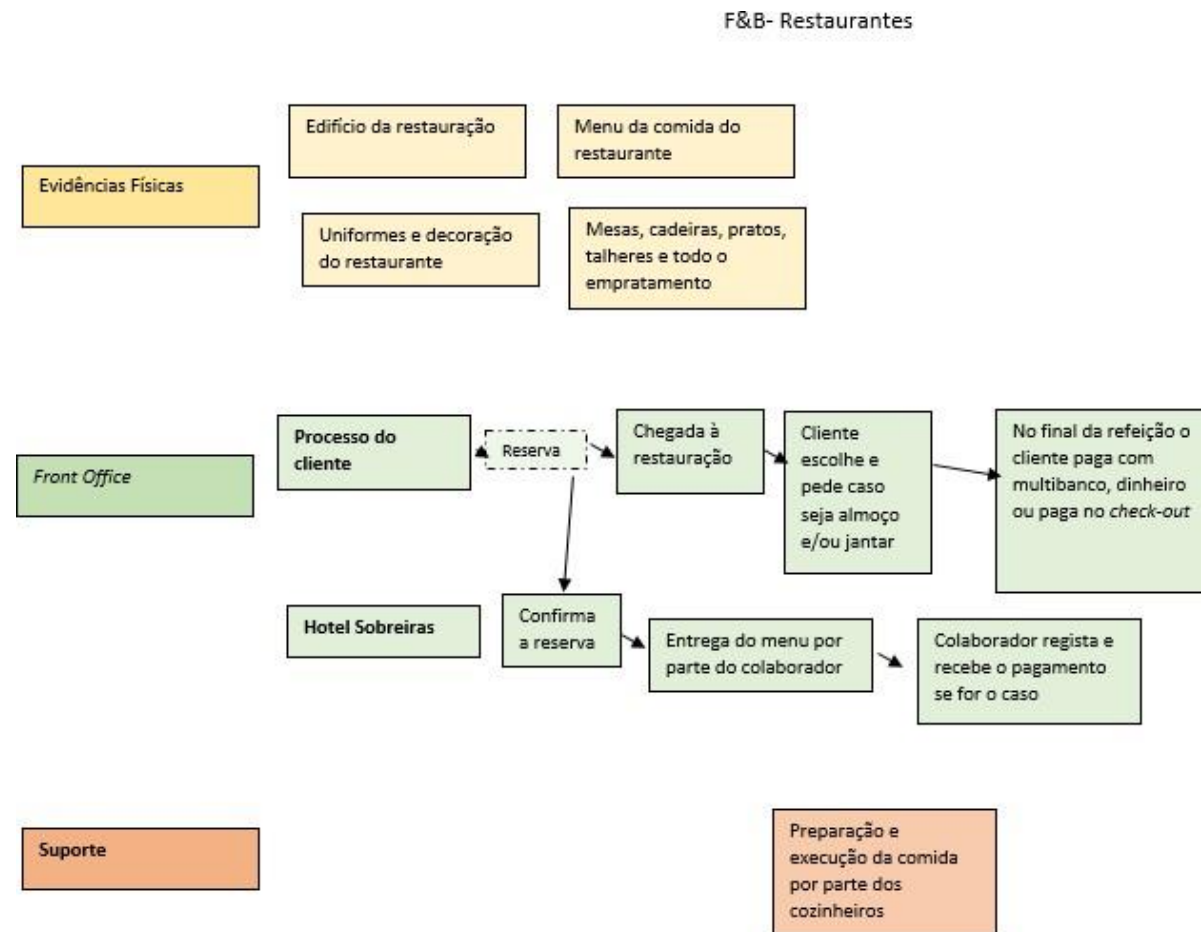 F&B- Restaurantes
Edifício da restauração
Menu da comida do
restaurante
Evidências Físicas
Uniformes e decoração
do restaurante
Mesas, cadeiras, pratos,
talheres e todo o
empratamento
Front Office
Processo do
cliente
Reserva
Chegada à
restauração
Cliente
escolhe e
pede caso
seja almoço
e/ou jantar
No final da refeição o
cliente paga com
multibanco, dinheiro
ou paga no check-out
Hotel Sobreiras
Confirma
a reserva
Entrega do menu por
parte do colaborador
Colaborador regista e
recebe o pagamento
se for o caso
Suporte
Preparação e
execução da comida
por parte dos
cozinheiros